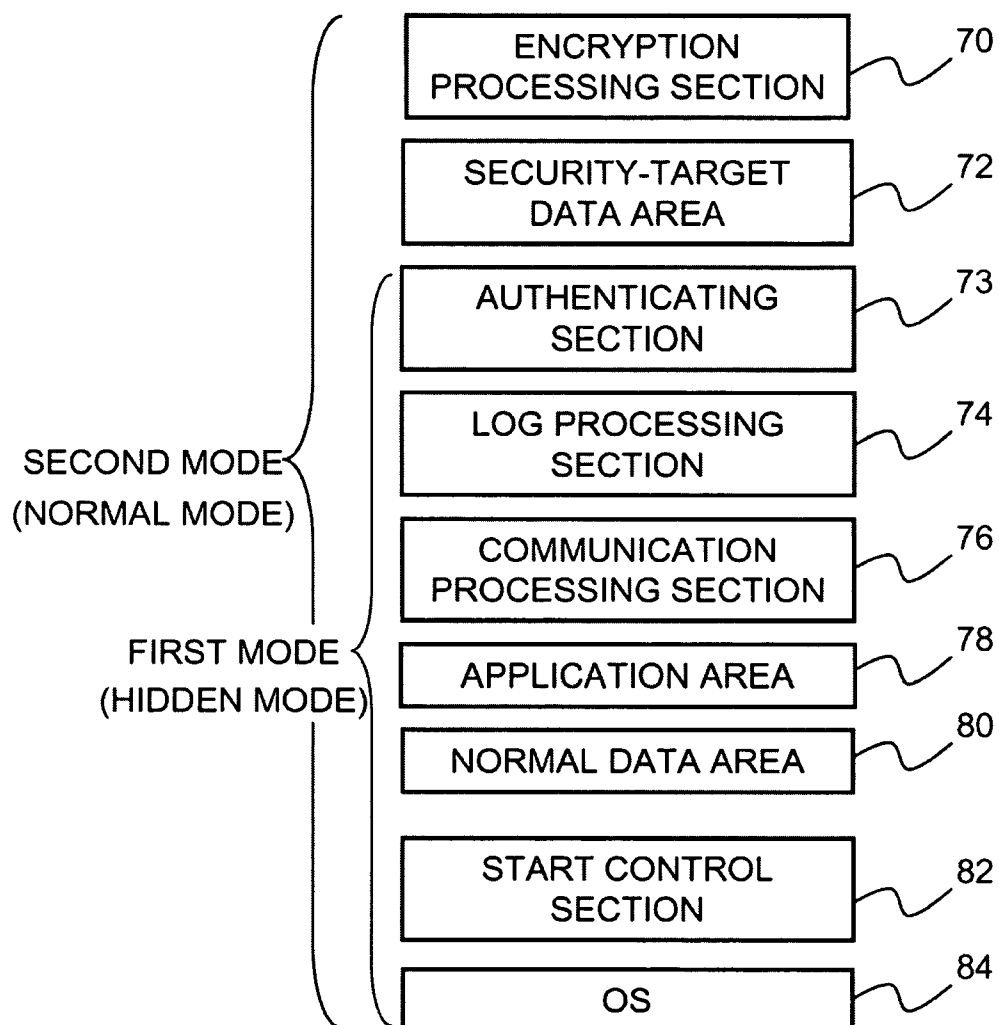 ENCRYPTION
PROCESSING SECTION
70
SECURITY-TARGET
DATA AREA
72
AUTHENTICATING
SECTION
73
LOG PROCESSING
SECTION
74
SECOND MODE
(NORMAL MODE)
COMMUNICATION
PROCESSING SECTION
76
FIRST MODE
(HIDDEN MODE)
APPLICATION AREA
78
NORMAL DATA AREA
80
START CONTROL
SECTION
82
OS
84